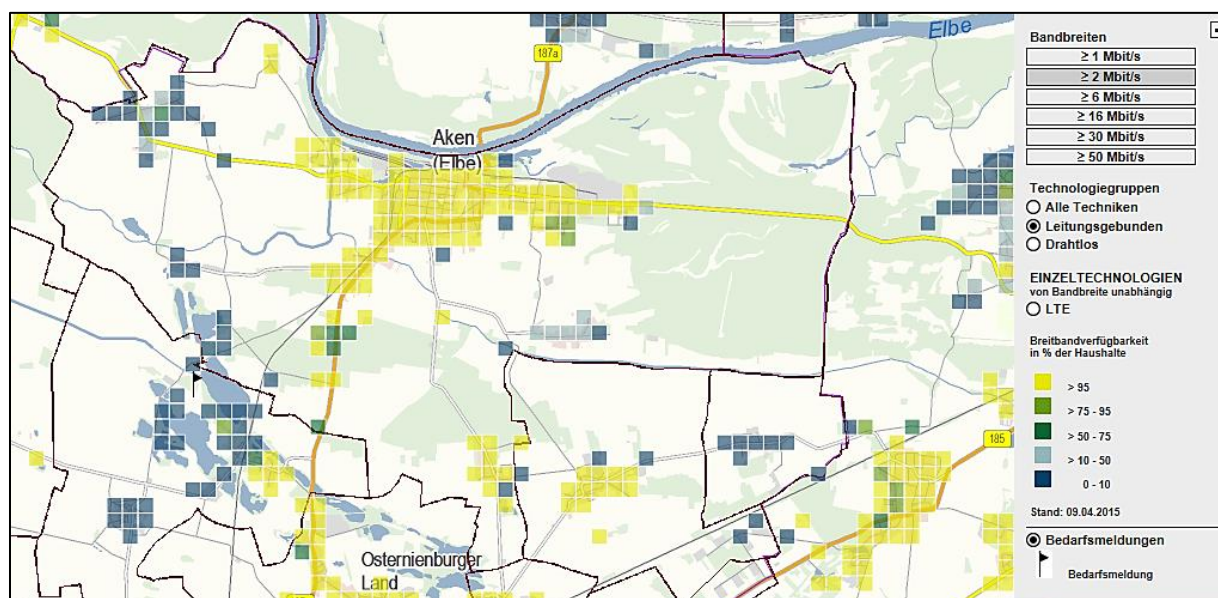 Elbe
187a
Aken
(Elbe)
185
Osternienburger
Land
Bandbreiten
≥ 1 Mbit/s
≥ 2 Mbit/s
≥ 6 Mbit/s
≥ 16 Mbit/s
≥ 30 Mbit/s
≥ 50 Mbit/s
Technologiegruppen
Alle Techniken
Leitungsgebunden
Drahtlos
EINZELTECHNOLOGIEN
von Bandbreite unabhängig
LTE
Breitbandverfügbarkeit
in % der Haushalte
> 95
> 75 - 95
> 50 - 75
> 10 - 50
0 - 10
Stand: 09.04.2015
Bedarfsmeldungen
Bedarfsmeldung